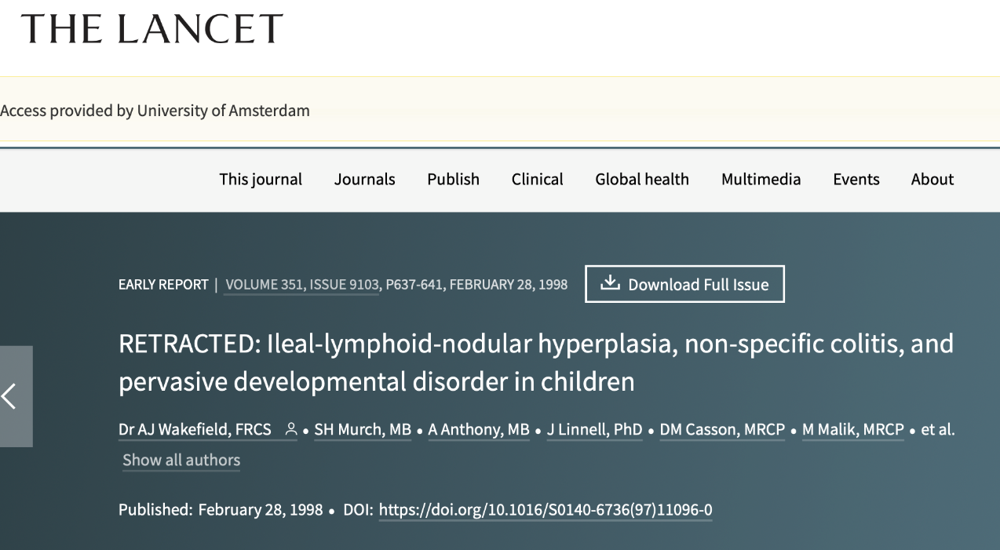 THE LANCET
Access provided by University of Amsterdam
This journal Journals Publish Clinical Global health Multimedia Events About
EARLY REPORT | VOLUME 351, ISSUE 9103, P637-641, FEBRUARY 28, 1998 Download Full Issue
RETRACTED: Ileal-lymphoid-nodular hyperplasia, non-specific colitis, and
pervasive developmental disorder in children
Dr AJ Wakefield, FRCS • SH Murch, MB • A Anthony, MB • J Linnell, PhD • DM Casson, MRCP • M Malik, MRCP • et al.
Show all authors
Published: February 28, 1998 • DOI: https://doi.org/10.1016/S0140-6736(97)11096-0